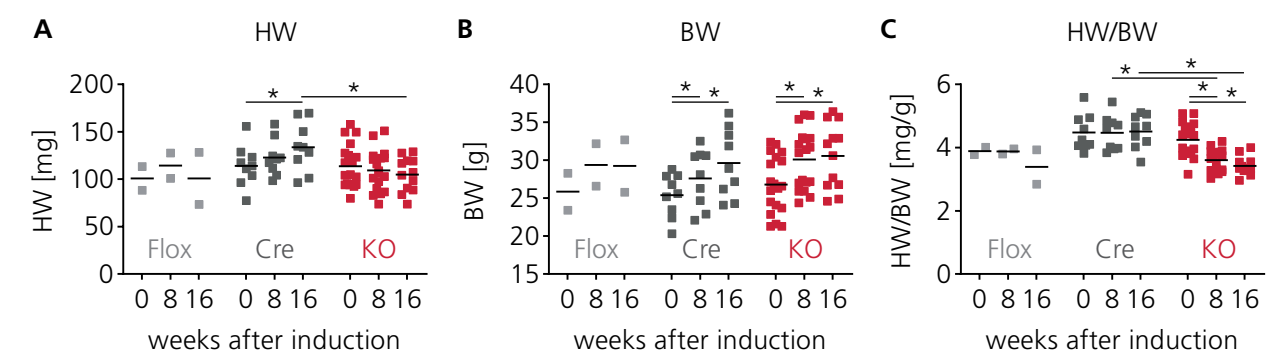 A HW
HW [mg]
200
150
100
50
0
* *
Flox Cre KO
0 8 16 0 8 16 0 8 16
weeks after induction
B BW
BW [g]
40
35
30
25
20
15
* * * *
Flox Cre KO
0 8 16 0 8 16 0 8 16
weeks after induction
C HW/BW
HW/BW [mg/g]
6
4
2
0
* * * *
Flox Cre KO
0 8 16 0 8 16 0 8 16
weeks after induction